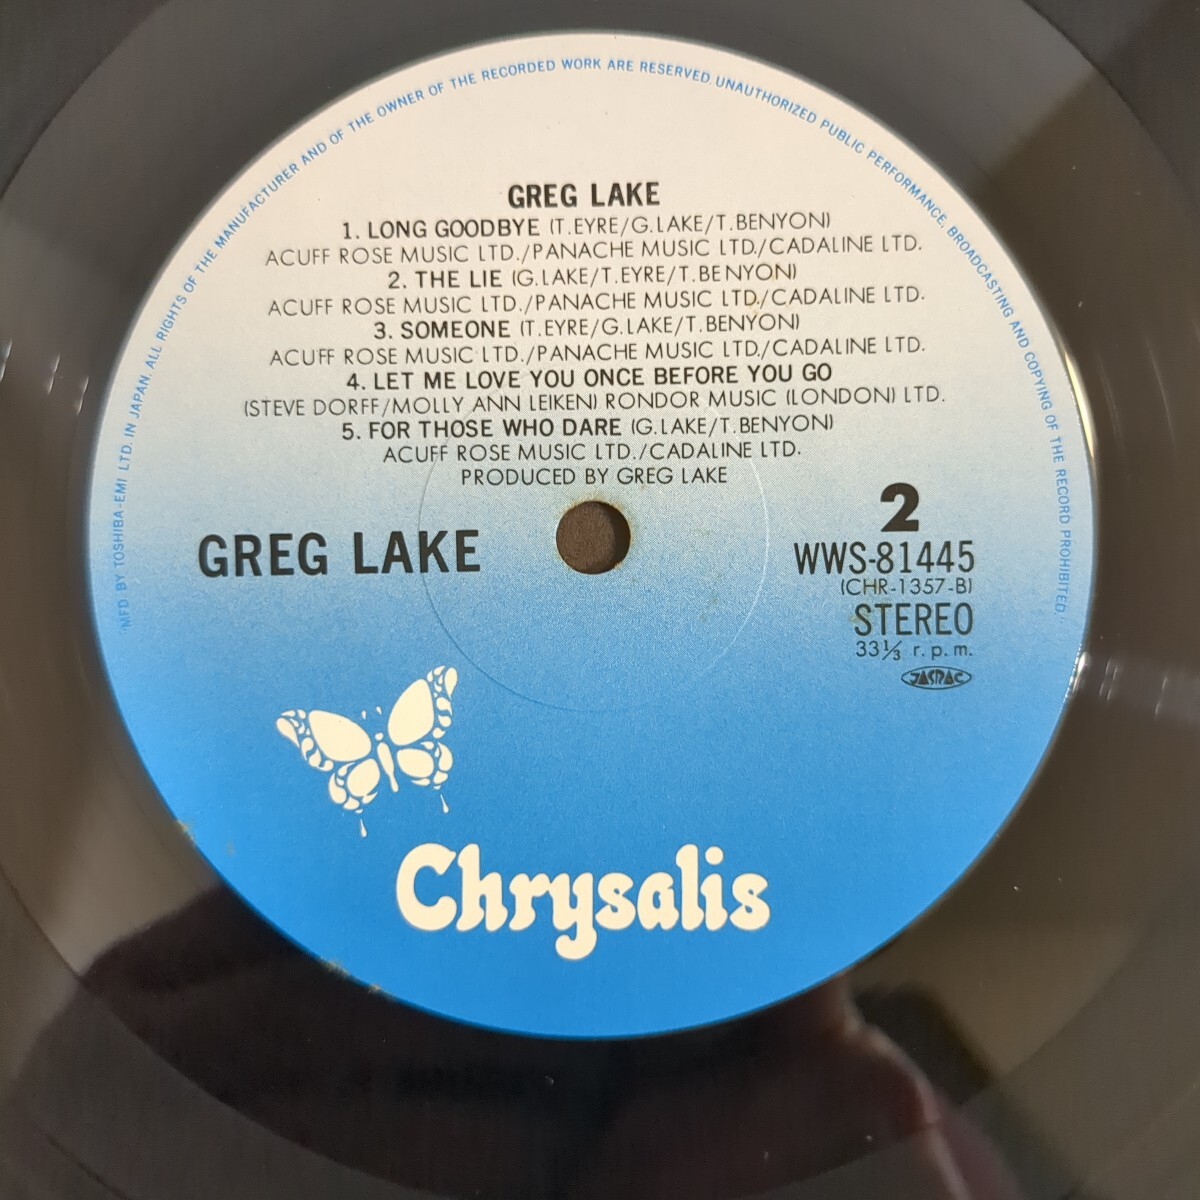 "MFD. BY TOSHIBA-EMI LTD. IN JAPAN. ALL RIGHTS OF THE MANUFACTURER AND OF THE OWNER OF THE RECORDED WORK ARE RESERVED. UNAUTHORIZED PUBLIC PERFORMANCE, BROADCASTING AND COPYING OF THE RECORD PROHIBITED."
GREG LAKE
1. LONG GOODBYE (T.EYRE/G.LAKE/T.BENYON)
ACUFF ROSE MUSIC LTD./PANACHE MUSIC LTD./CADALINE LTD.
2. THE LIE (G.LAKE/T.EYRE/T.BENYON)
ACUFF ROSE MUSIC LTD./PANACHE MUSIC LTD./CADALINE LTD.
3. SOMEONE (T.EYRE/G.LAKE/T.BENYON)
ACUFF ROSE MUSIC LTD./PANACHE MUSIC LTD./CADALINE LTD.
4. LET ME LOVE YOU ONCE BEFORE YOU GO
(STEVE DORFF/MOLLY ANN LEIKEN) RONDOR MUSIC (LONDON) LTD.
5. FOR THOSE WHO DARE (G.LAKE/T.BENYON)
ACUFF ROSE MUSIC LTD./CADALINE LTD.
PRODUCED BY GREG LAKE
GREG LAKE
2
WWS-81445
(CHR-1357-B)
STEREO
33⅓ r.p.m.
JASRAC
Chrysalis